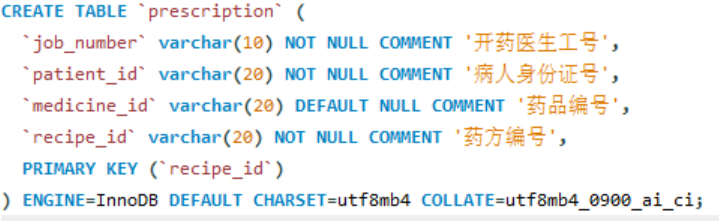 CREATE TABLE `prescription` (
`job_number` varchar(10) NOT NULL COMMENT '开药医生工号',
`patient_id` varchar(20) NOT NULL COMMENT '病人身份证号',
`medicine_id` varchar(20) DEFAULT NULL COMMENT '药品编号',
`recipe_id` varchar(20) NOT NULL COMMENT '药方编号',
PRIMARY KEY (`recipe_id`)
) ENGINE=InnoDB DEFAULT CHARSET=utf8mb4 COLLATE=utf8mb4_0900_ai_ci;